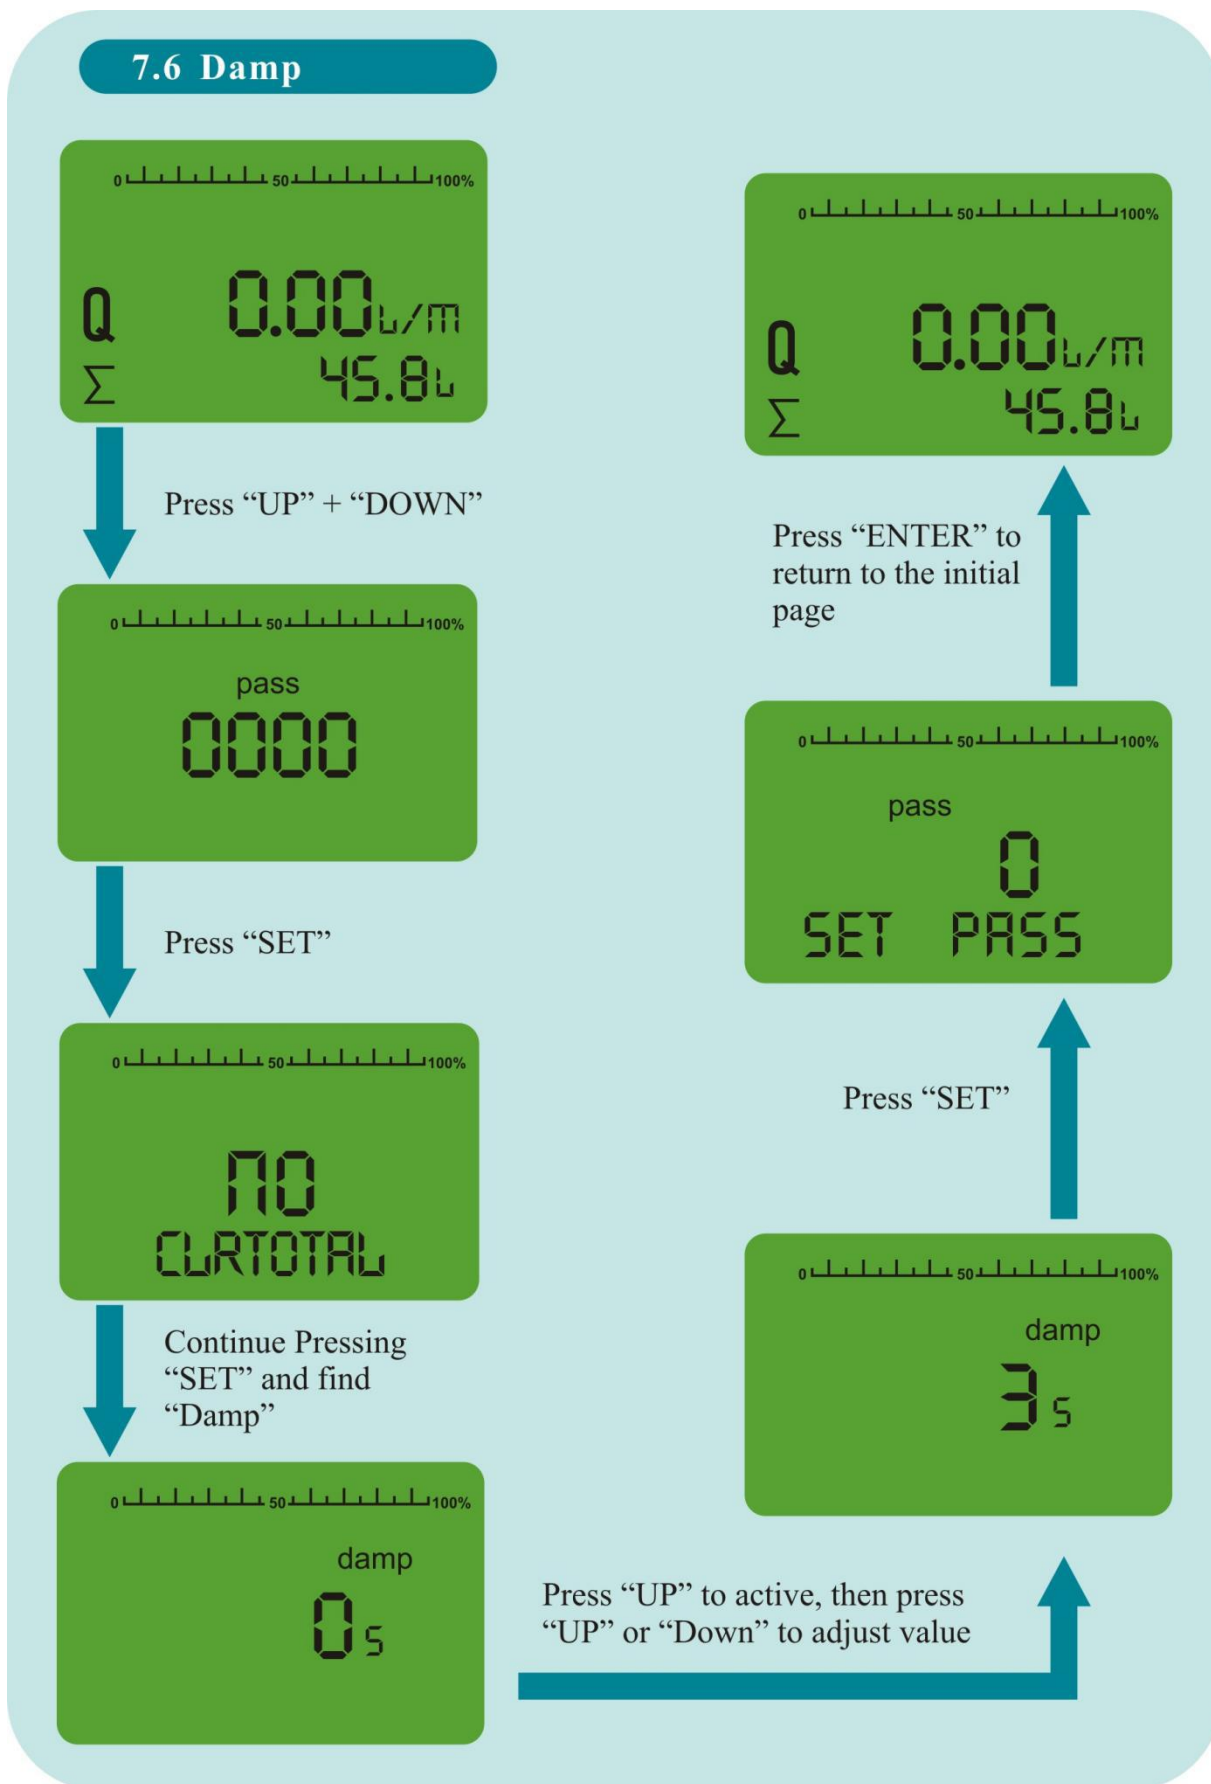 7.6 Damp
0 50 100%
Q 0.00 L/m
∑ 45.8L
Press “UP” + “DOWN”
0 50 100%
pass
0000
Press “SET”
0 50 100%
NO
CLRTOTAL
Continue Pressing
“SET” and find
“Damp”
0 50 100%
damp
0 s
Press “UP” to active, then press
“UP” or “Down” to adjust value
0 50 100%
damp
3 s
Press “SET”
0 50 100%
pass
0
SET PASS
Press “ENTER” to
return to the initial
page
0 50 100%
Q 0.00 L/m
∑ 45.8L